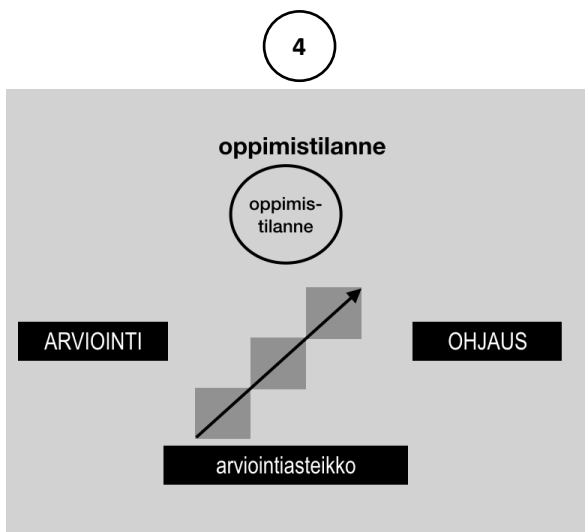 4
oppimistilanne
oppimis-
tilanne
ARVIOINTI
OHJAUS
arviointiasteikko